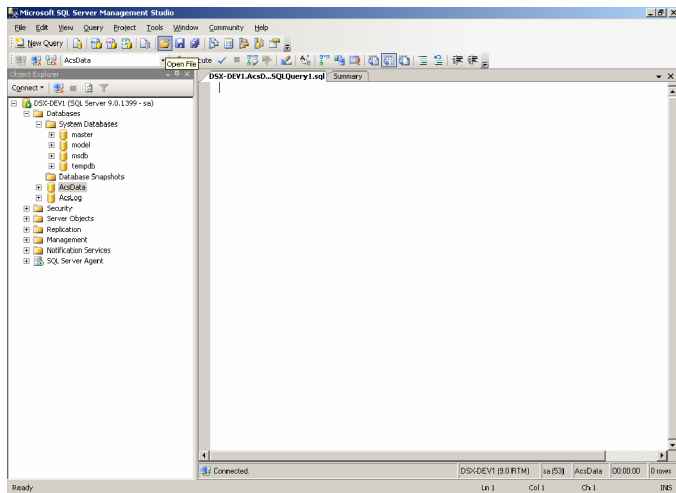 Microsoft SQL Server Management Studio
File Edit View Query Project Tools Window Community Help
New Query
AcsData
Open File
cute
Object Explorer
DSX-DEV1.AcsD...SQLQuery1.sql Summary
Connect
DSX-DEV1 (SQL Server 9.0.1399 - sa)
Databases
System Databases
master
model
msdb
tempdb
Database Snapshots
AcsData
AcsLog
Security
Server Objects
Replication
Management
Notification Services
SQL Server Agent
Connected. DSX-DEV1 (9.0 RTM) sa (53) AcsData 00:00:00 0 rows
Ready Ln 1 Col 1 Ch 1 INS